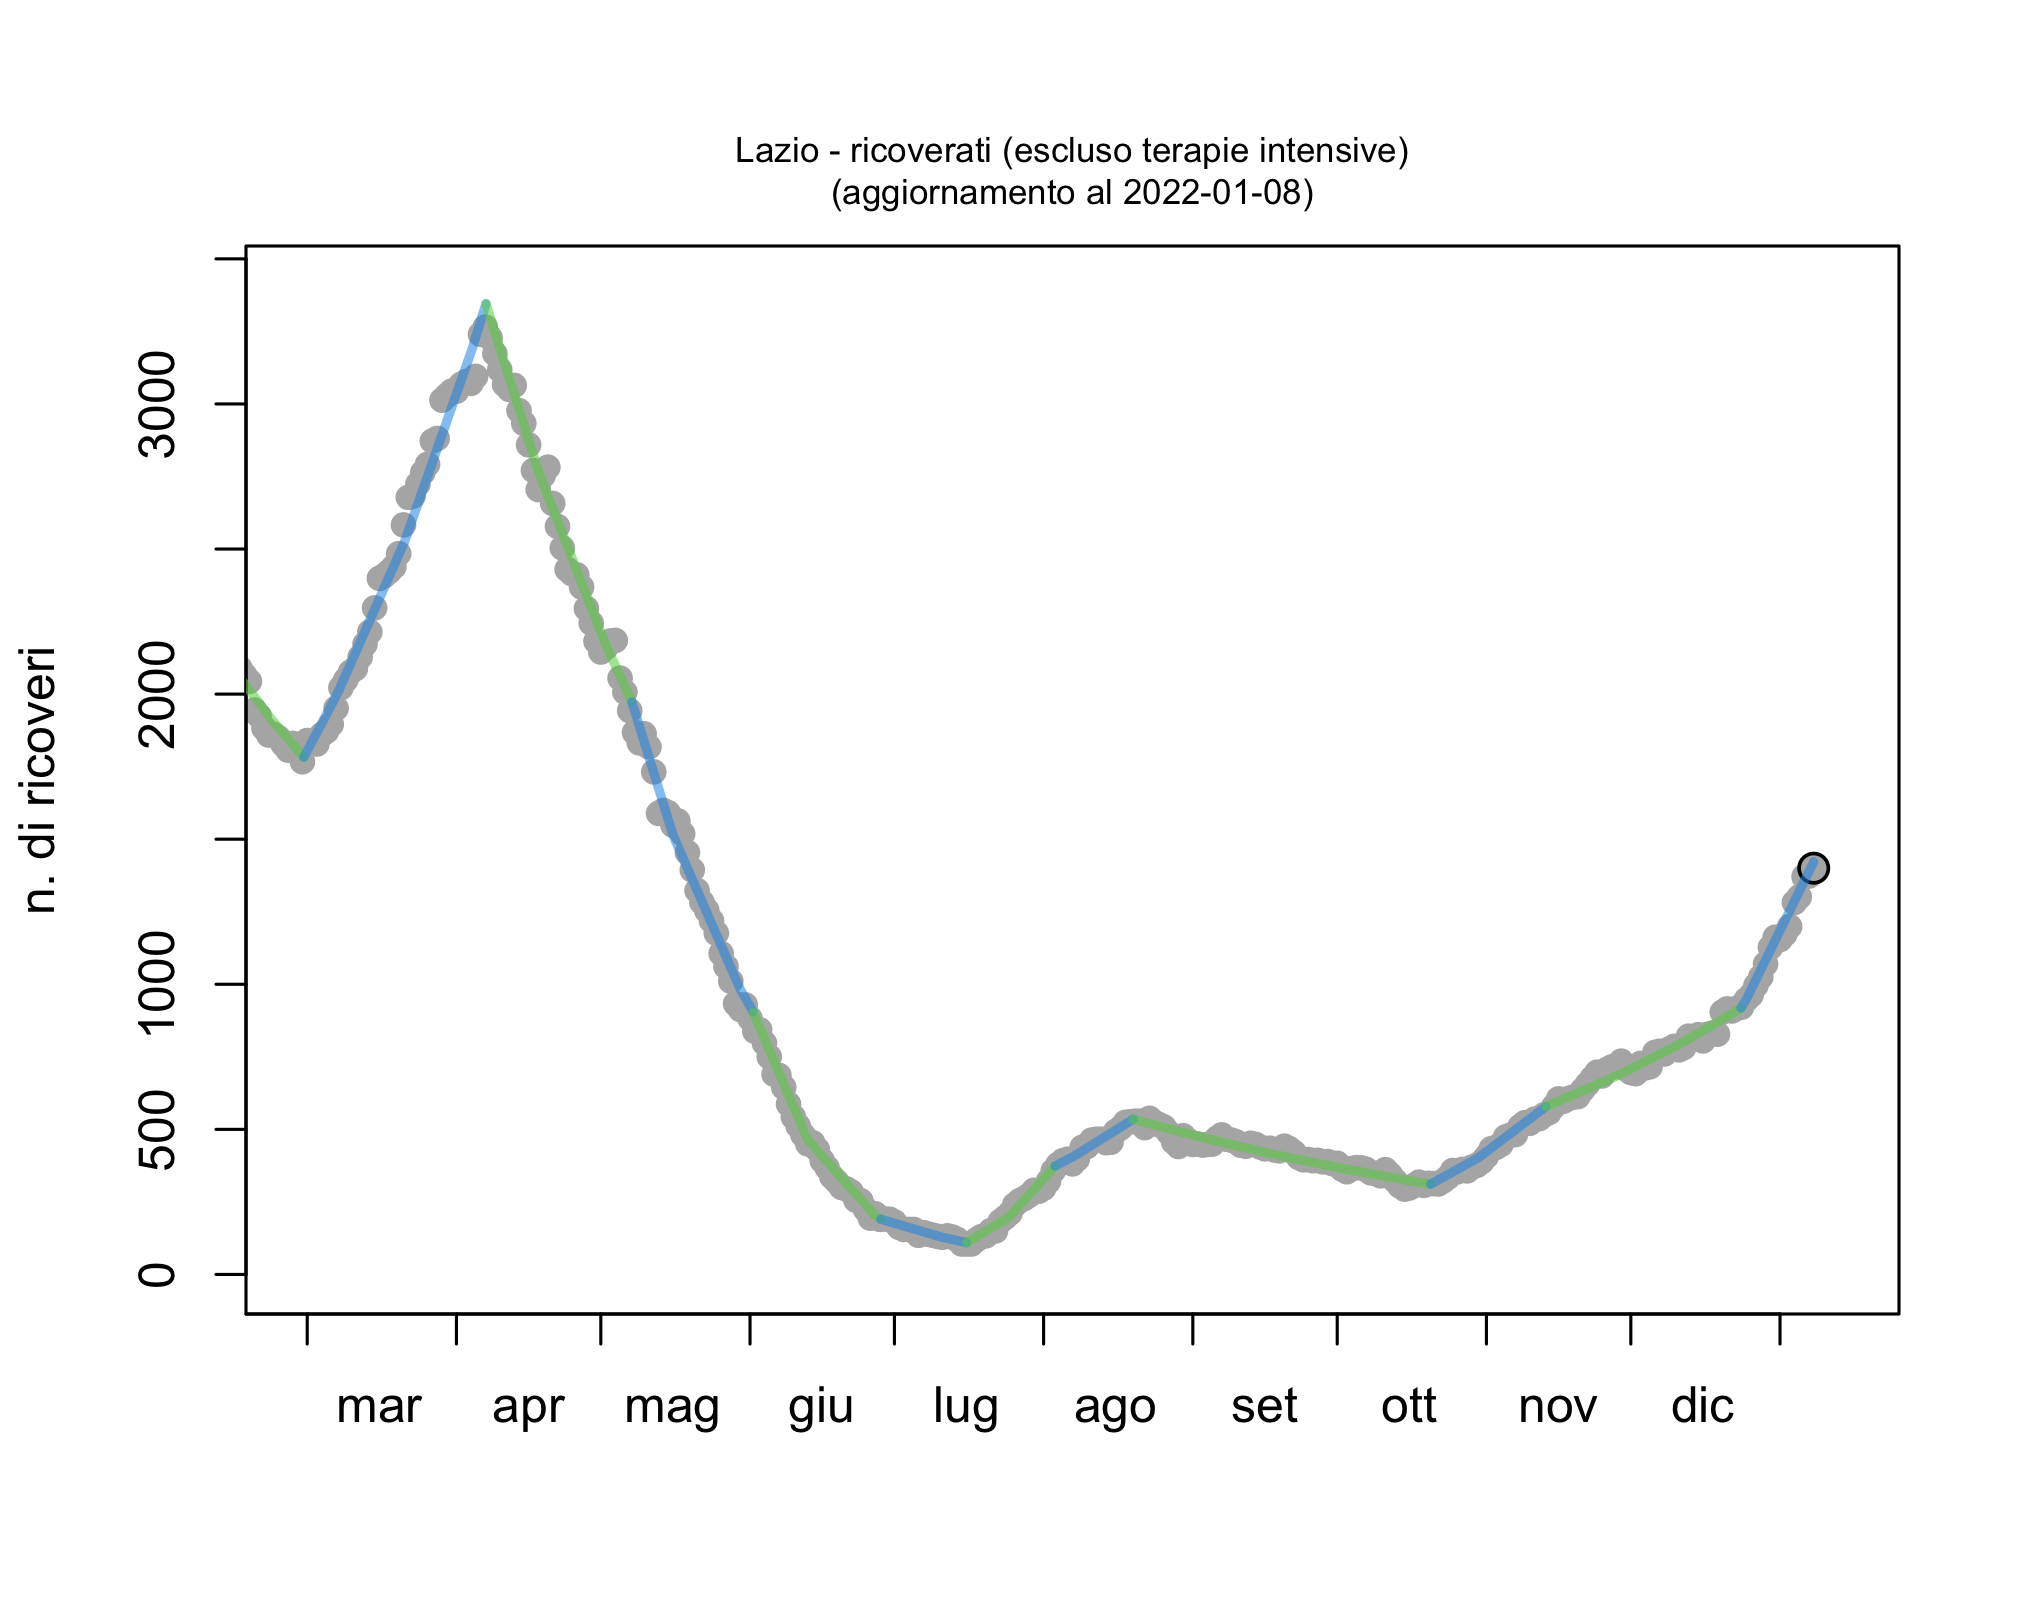 Lazio - ricoverati (escluso terapie intensive)
(aggiornamento al 2022-01-08)
n. di ricoveri
3000
2000
1000
500
0
mar apr mag giu lug ago set ott nov dic